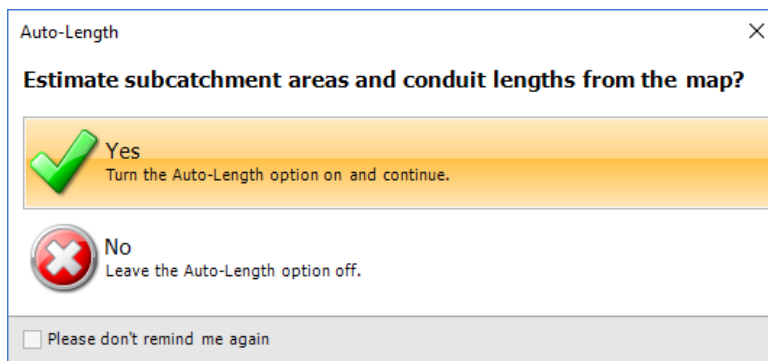 Auto-Length
Estimate subcatchment areas and conduit lengths from the map?
Yes
Turn the Auto-Length option on and continue.
No
Leave the Auto-Length option off.
Please don't remind me again